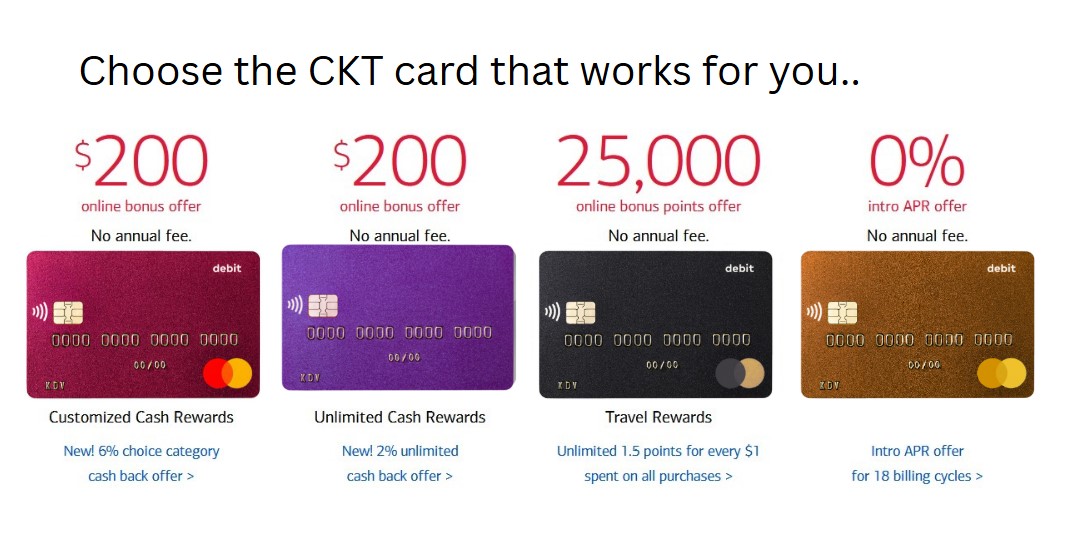 Choose the CKT card that works for you..
$200
online bonus offer
No annual fee.
debit
0000 0000 0000 0000
00/00
KDV
Customized Cash Rewards
New! 6% choice category
cash back offer >
$200
online bonus offer
No annual fee.
0000 0000 0000 0000
00/00
KDV
Unlimited Cash Rewards
New! 2% unlimited
cash back offer >
25,000
online bonus points offer
No annual fee.
debit
0000 0000 0000 0000
00/00
KDV
Travel Rewards
Unlimited 1.5 points for every $1
spent on all purchases >
0%
intro APR offer
No annual fee.
debit
0000 0000 0000 0000
00/00
KDV
Intro APR offer
for 18 billing cycles >